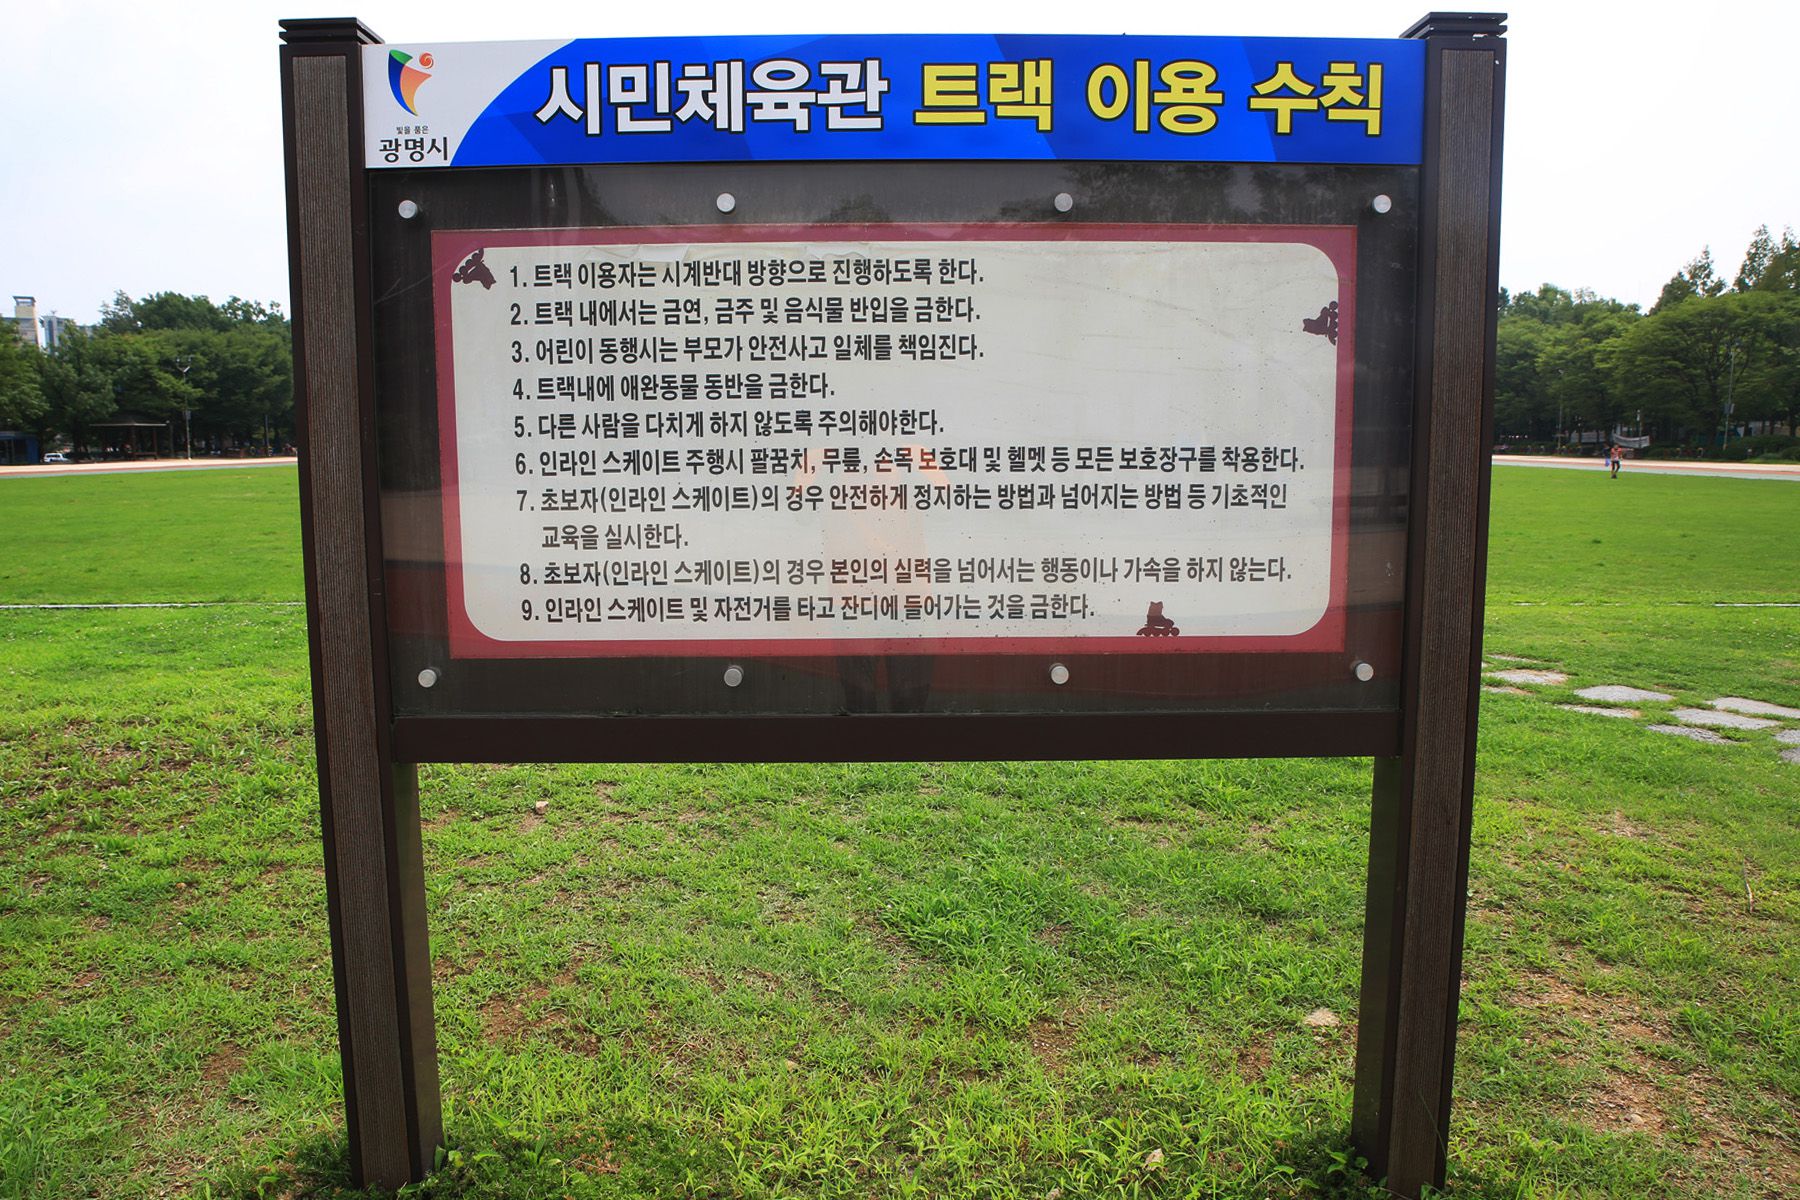 빛을 품은
광명시
시민체육관 트랙 이용 수칙
1. 트랙 이용자는 시계반대 방향으로 진행하도록 한다.
2. 트랙 내에서는 금연, 금주 및 음식물 반입을 금한다.
3. 어린이 동행시는 부모가 안전사고 일체를 책임진다.
4. 트랙내에 애완동물 동반을 금한다.
5. 다른 사람을 다치게 하지 않도록 주의해야한다.
6. 인라인 스케이트 주행시 팔꿈치, 무릎, 손목 보호대 및 헬멧 등 모든 보호장구를 착용한다.
7. 초보자(인라인 스케이트)의 경우 안전하게 정지하는 방법과 넘어지는 방법 등 기초적인
교육을 실시한다.
8. 초보자(인라인 스케이트)의 경우 본인의 실력을 넘어서는 행동이나 가속을 하지 않는다.
9. 인라인 스케이트 및 자전거를 타고 잔디에 들어가는 것을 금한다.